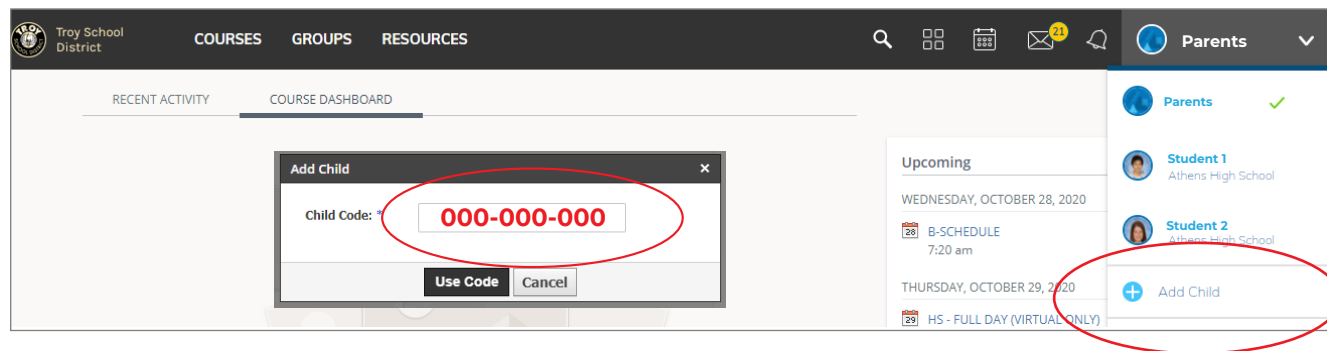 Troy School
District
COURSES GROUPS RESOURCES
21
Parents
RECENT ACTIVITY COURSE DASHBOARD
Add Child ×
Child Code: * 000-000-000
Use Code Cancel
Upcoming
WEDNESDAY, OCTOBER 28, 2020
28 B-SCHEDULE
7:20 am
THURSDAY, OCTOBER 29, 2020
29 HS - FULL DAY (VIRTUAL ONLY)
Parents
Student 1
Athens High School
Student 2
Athens High School
Add Child